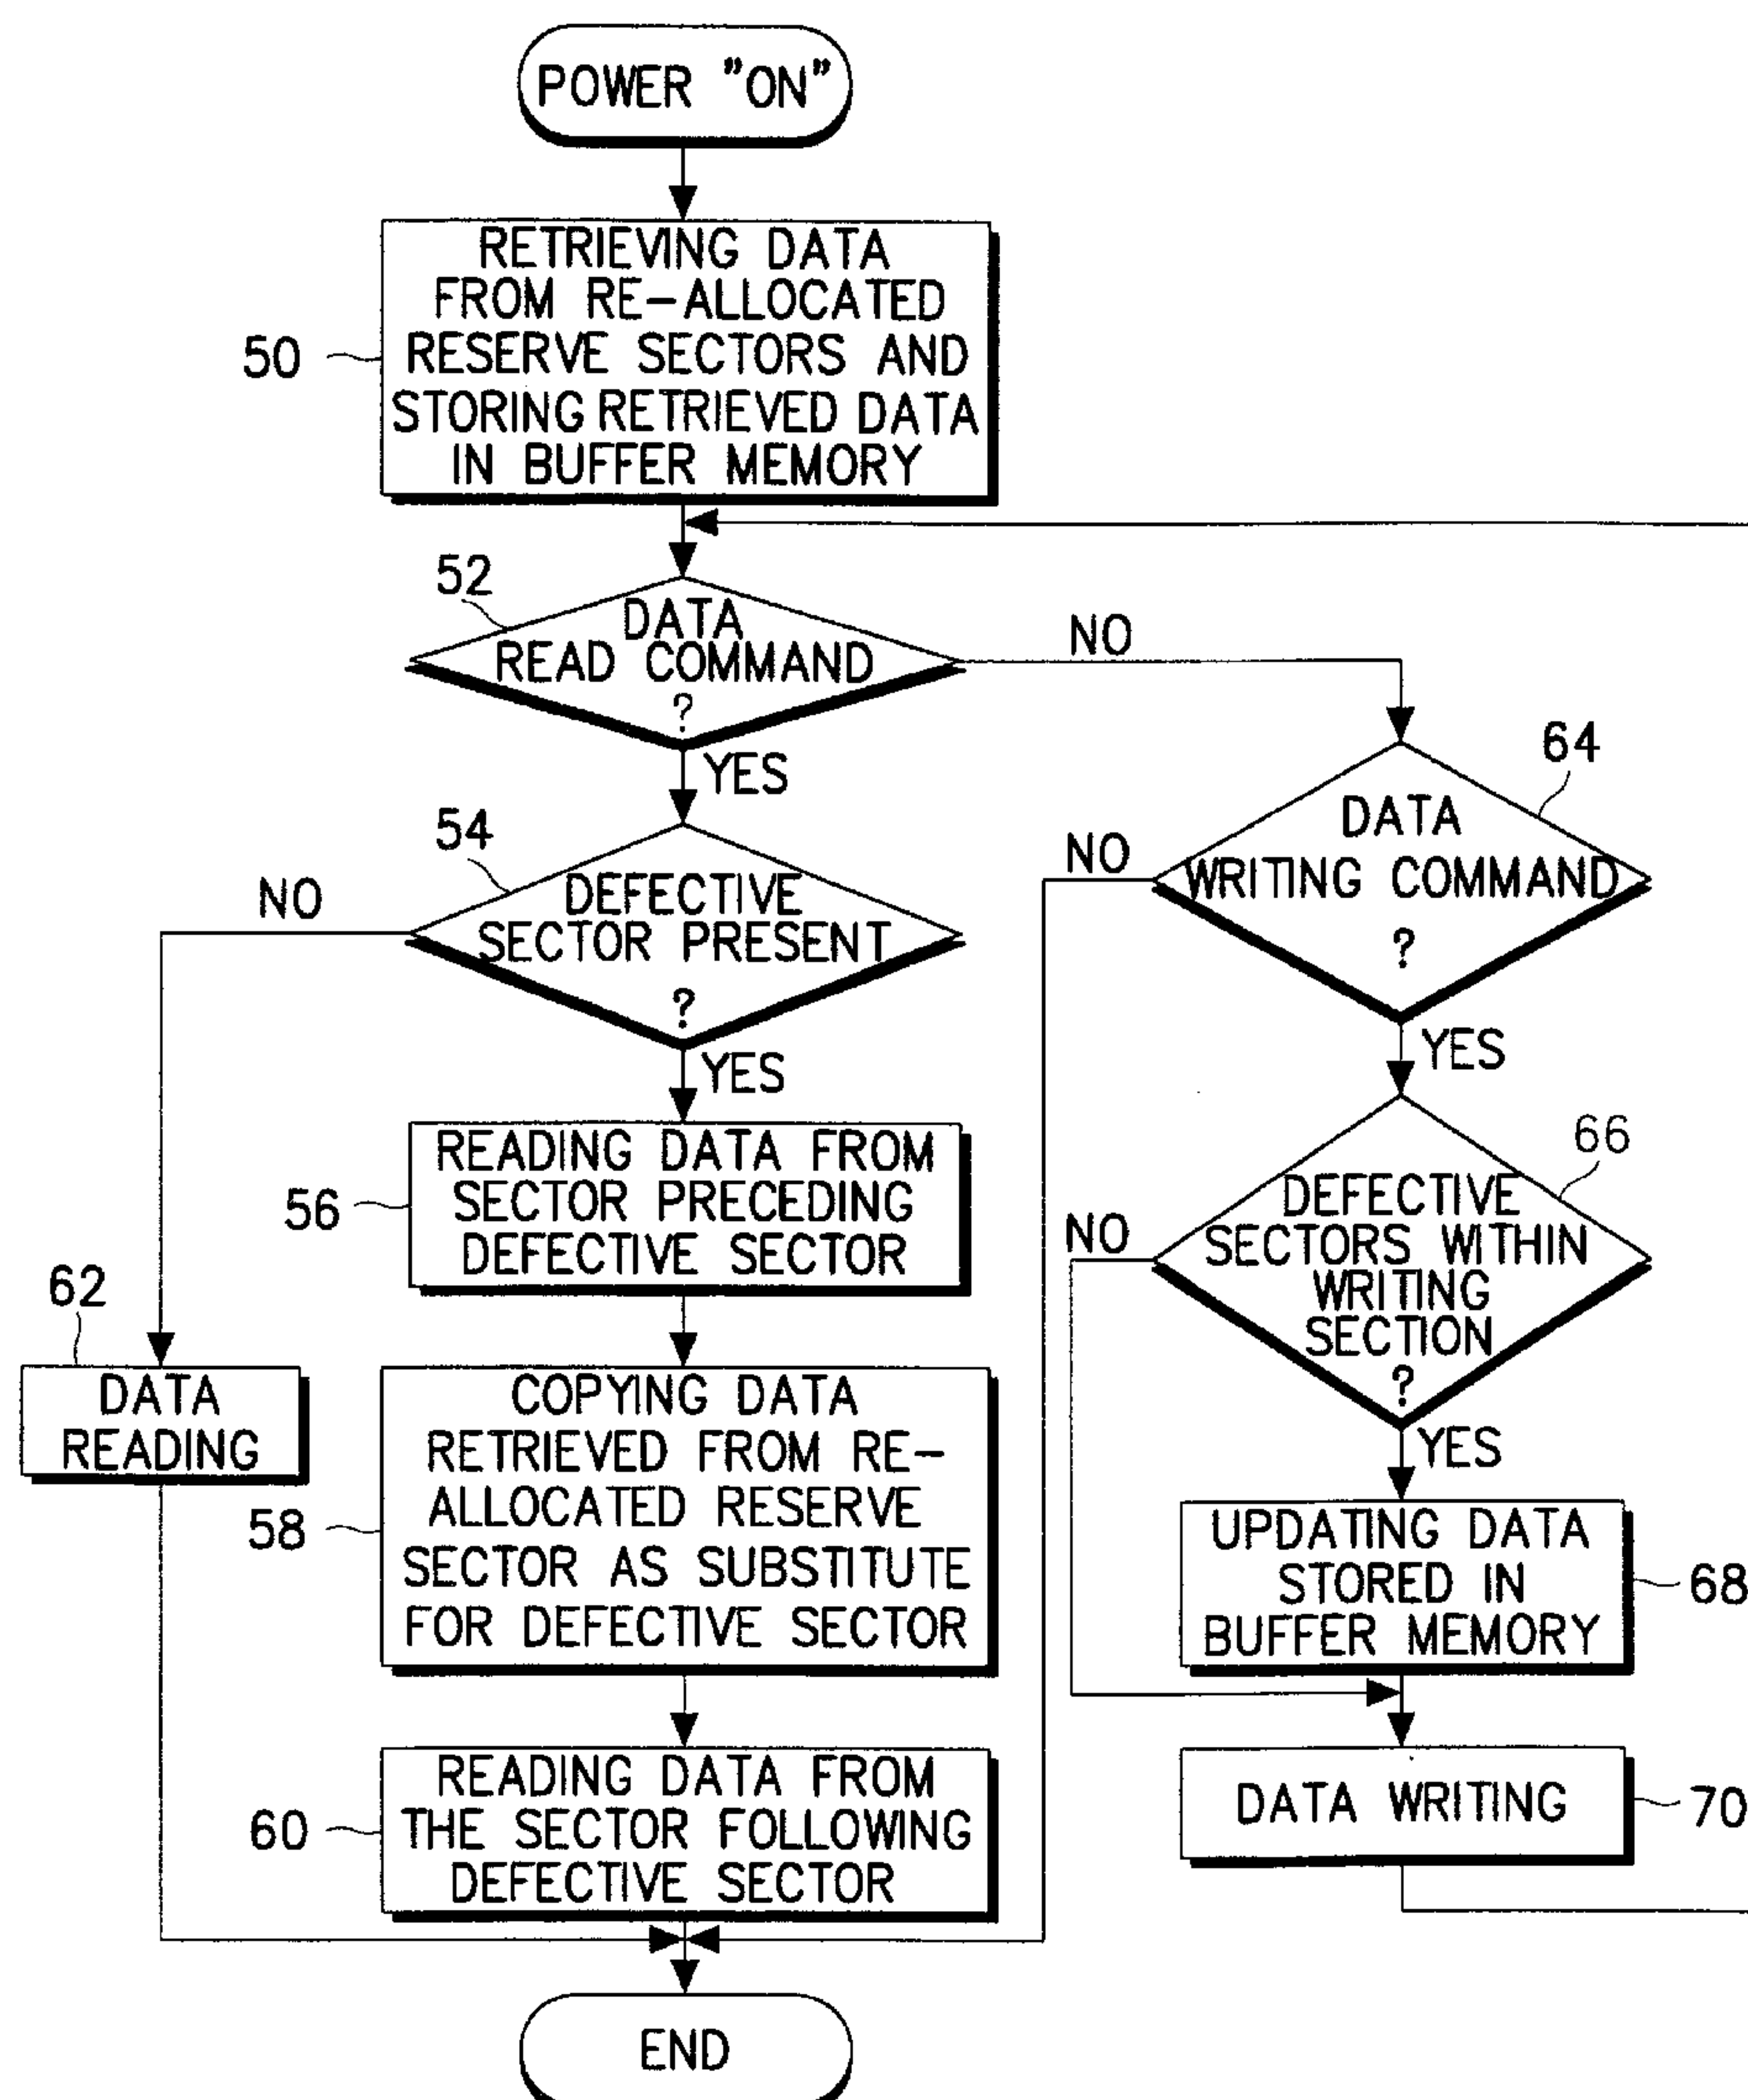 POWER "ON"
RETRIEVING DATA
FROM RE-ALLOCATED
RESERVE SECTORS AND
STORING RETRIEVED DATA
IN BUFFER MEMORY
50
52
DATA
READ COMMAND
?
NO
YES
54
DEFECTIVE
SECTOR PRESENT
?
NO
YES
56
READING DATA FROM
SECTOR PRECEDING
DEFECTIVE SECTOR
62
DATA
READING
58
COPYING DATA
RETRIEVED FROM RE-
ALLOCATED RESERVE
SECTOR AS SUBSTITUTE
FOR DEFECTIVE SECTOR
60
READING DATA FROM
THE SECTOR FOLLOWING
DEFECTIVE SECTOR
64
DATA
WRITING COMMAND
?
NO
YES
66
DEFECTIVE
SECTORS WITHIN
WRITING
SECTION
?
NO
YES
UPDATING DATA
STORED IN
BUFFER MEMORY
68
DATA WRITING
70
END